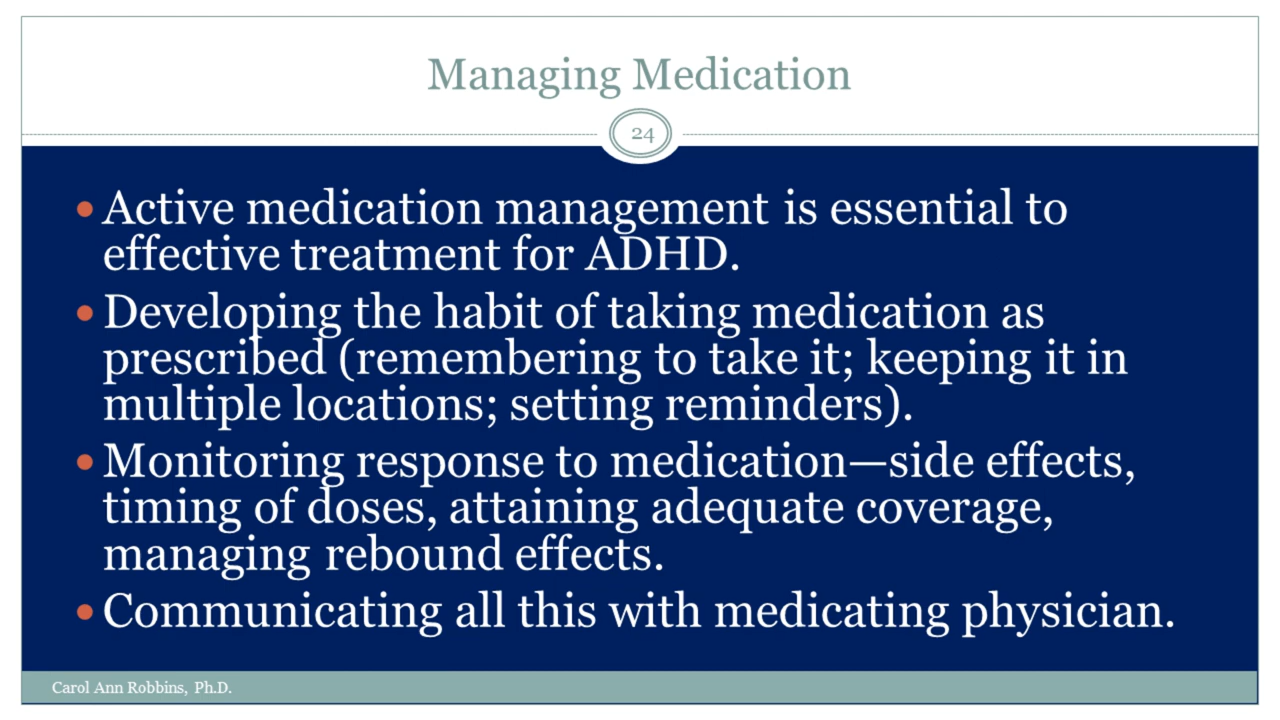 Managing Medication
24
• Active medication management is essential to
effective treatment for ADHD.
• Developing the habit of taking medication as
prescribed (remembering to take it; keeping it in
multiple locations; setting reminders).
• Monitoring response to medication—side effects,
timing of doses, attaining adequate coverage,
managing rebound effects.
• Communicating all this with medicating physician.
Carol Ann Robbins, Ph.D.